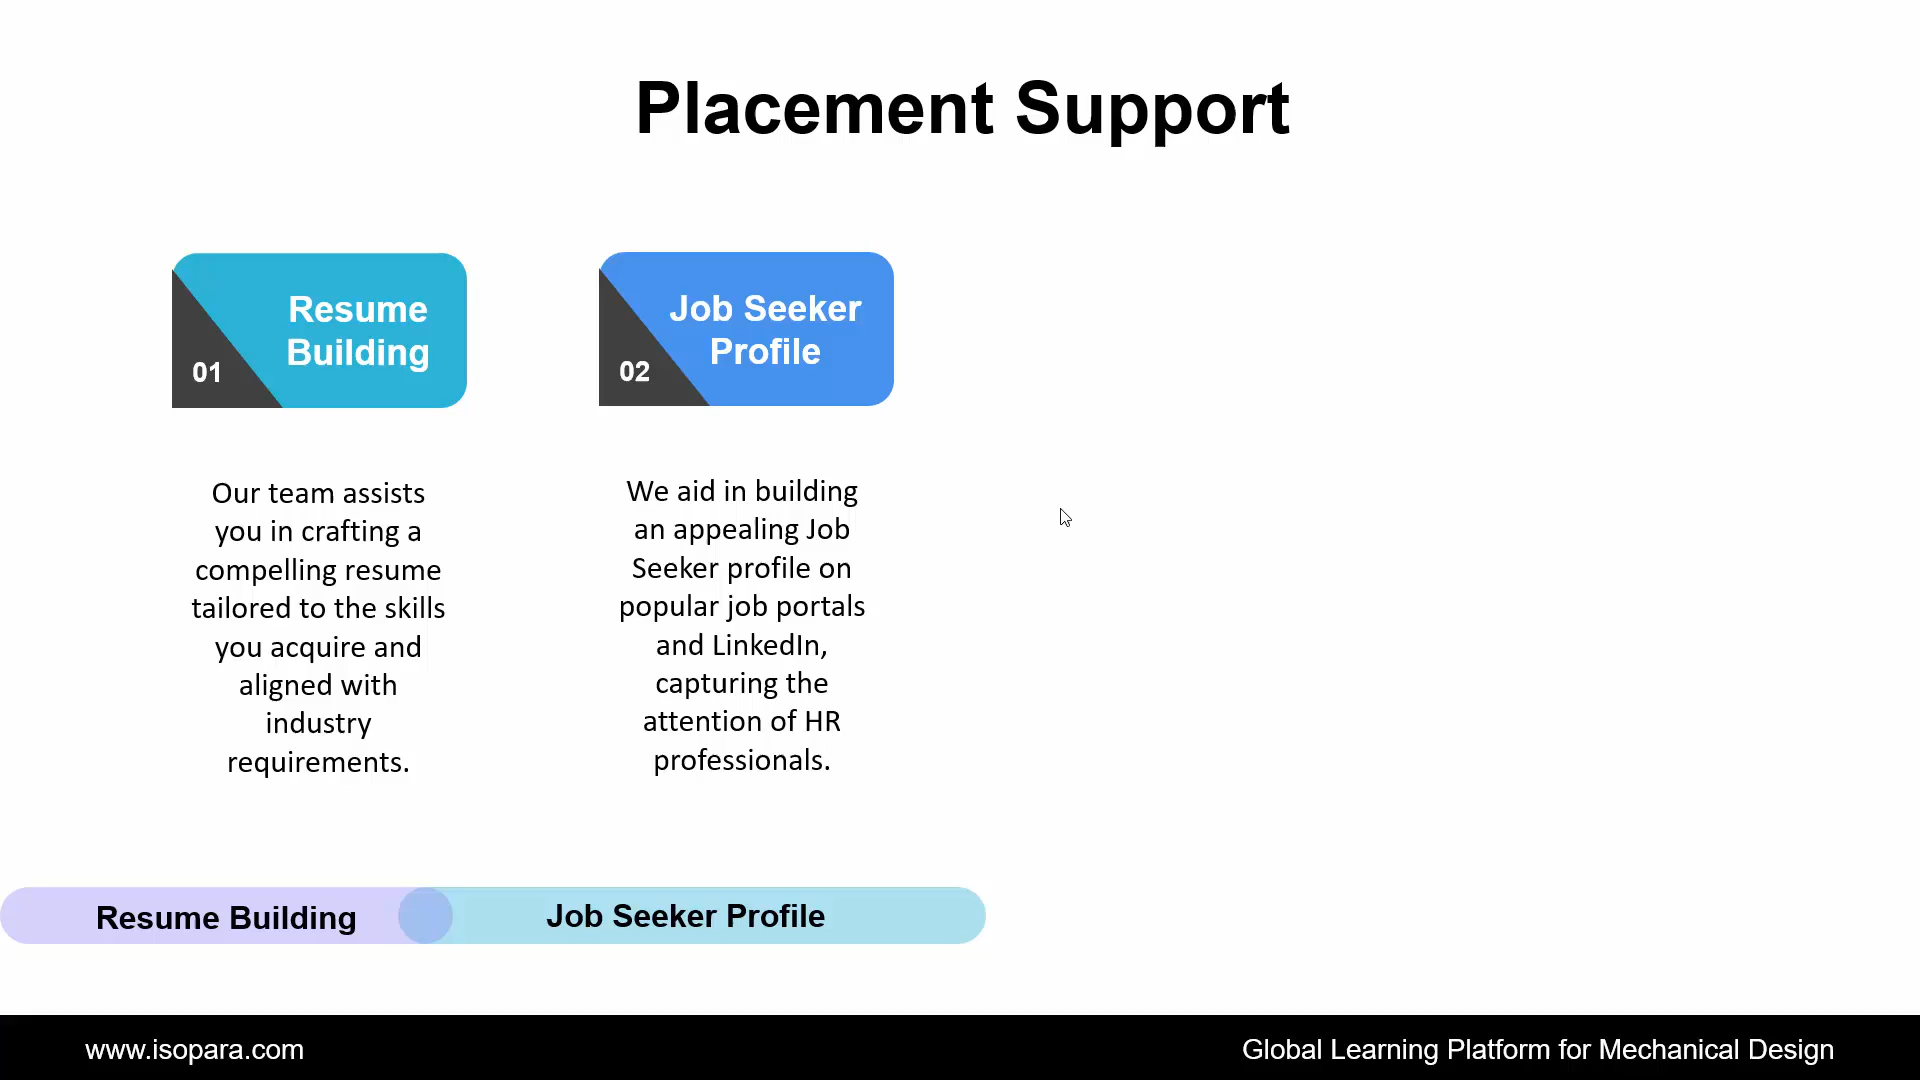 Placement Support
01
Resume
Building
Our team assists
you in crafting a
compelling resume
tailored to the skills
you acquire and
aligned with
industry
requirements.
02
Job Seeker
Profile
We aid in building
an appealing Job
Seeker profile on
popular job portals
and LinkedIn,
capturing the
attention of HR
professionals.
Resume Building
Job Seeker Profile
www.isopara.com
Global Learning Platform for Mechanical Design